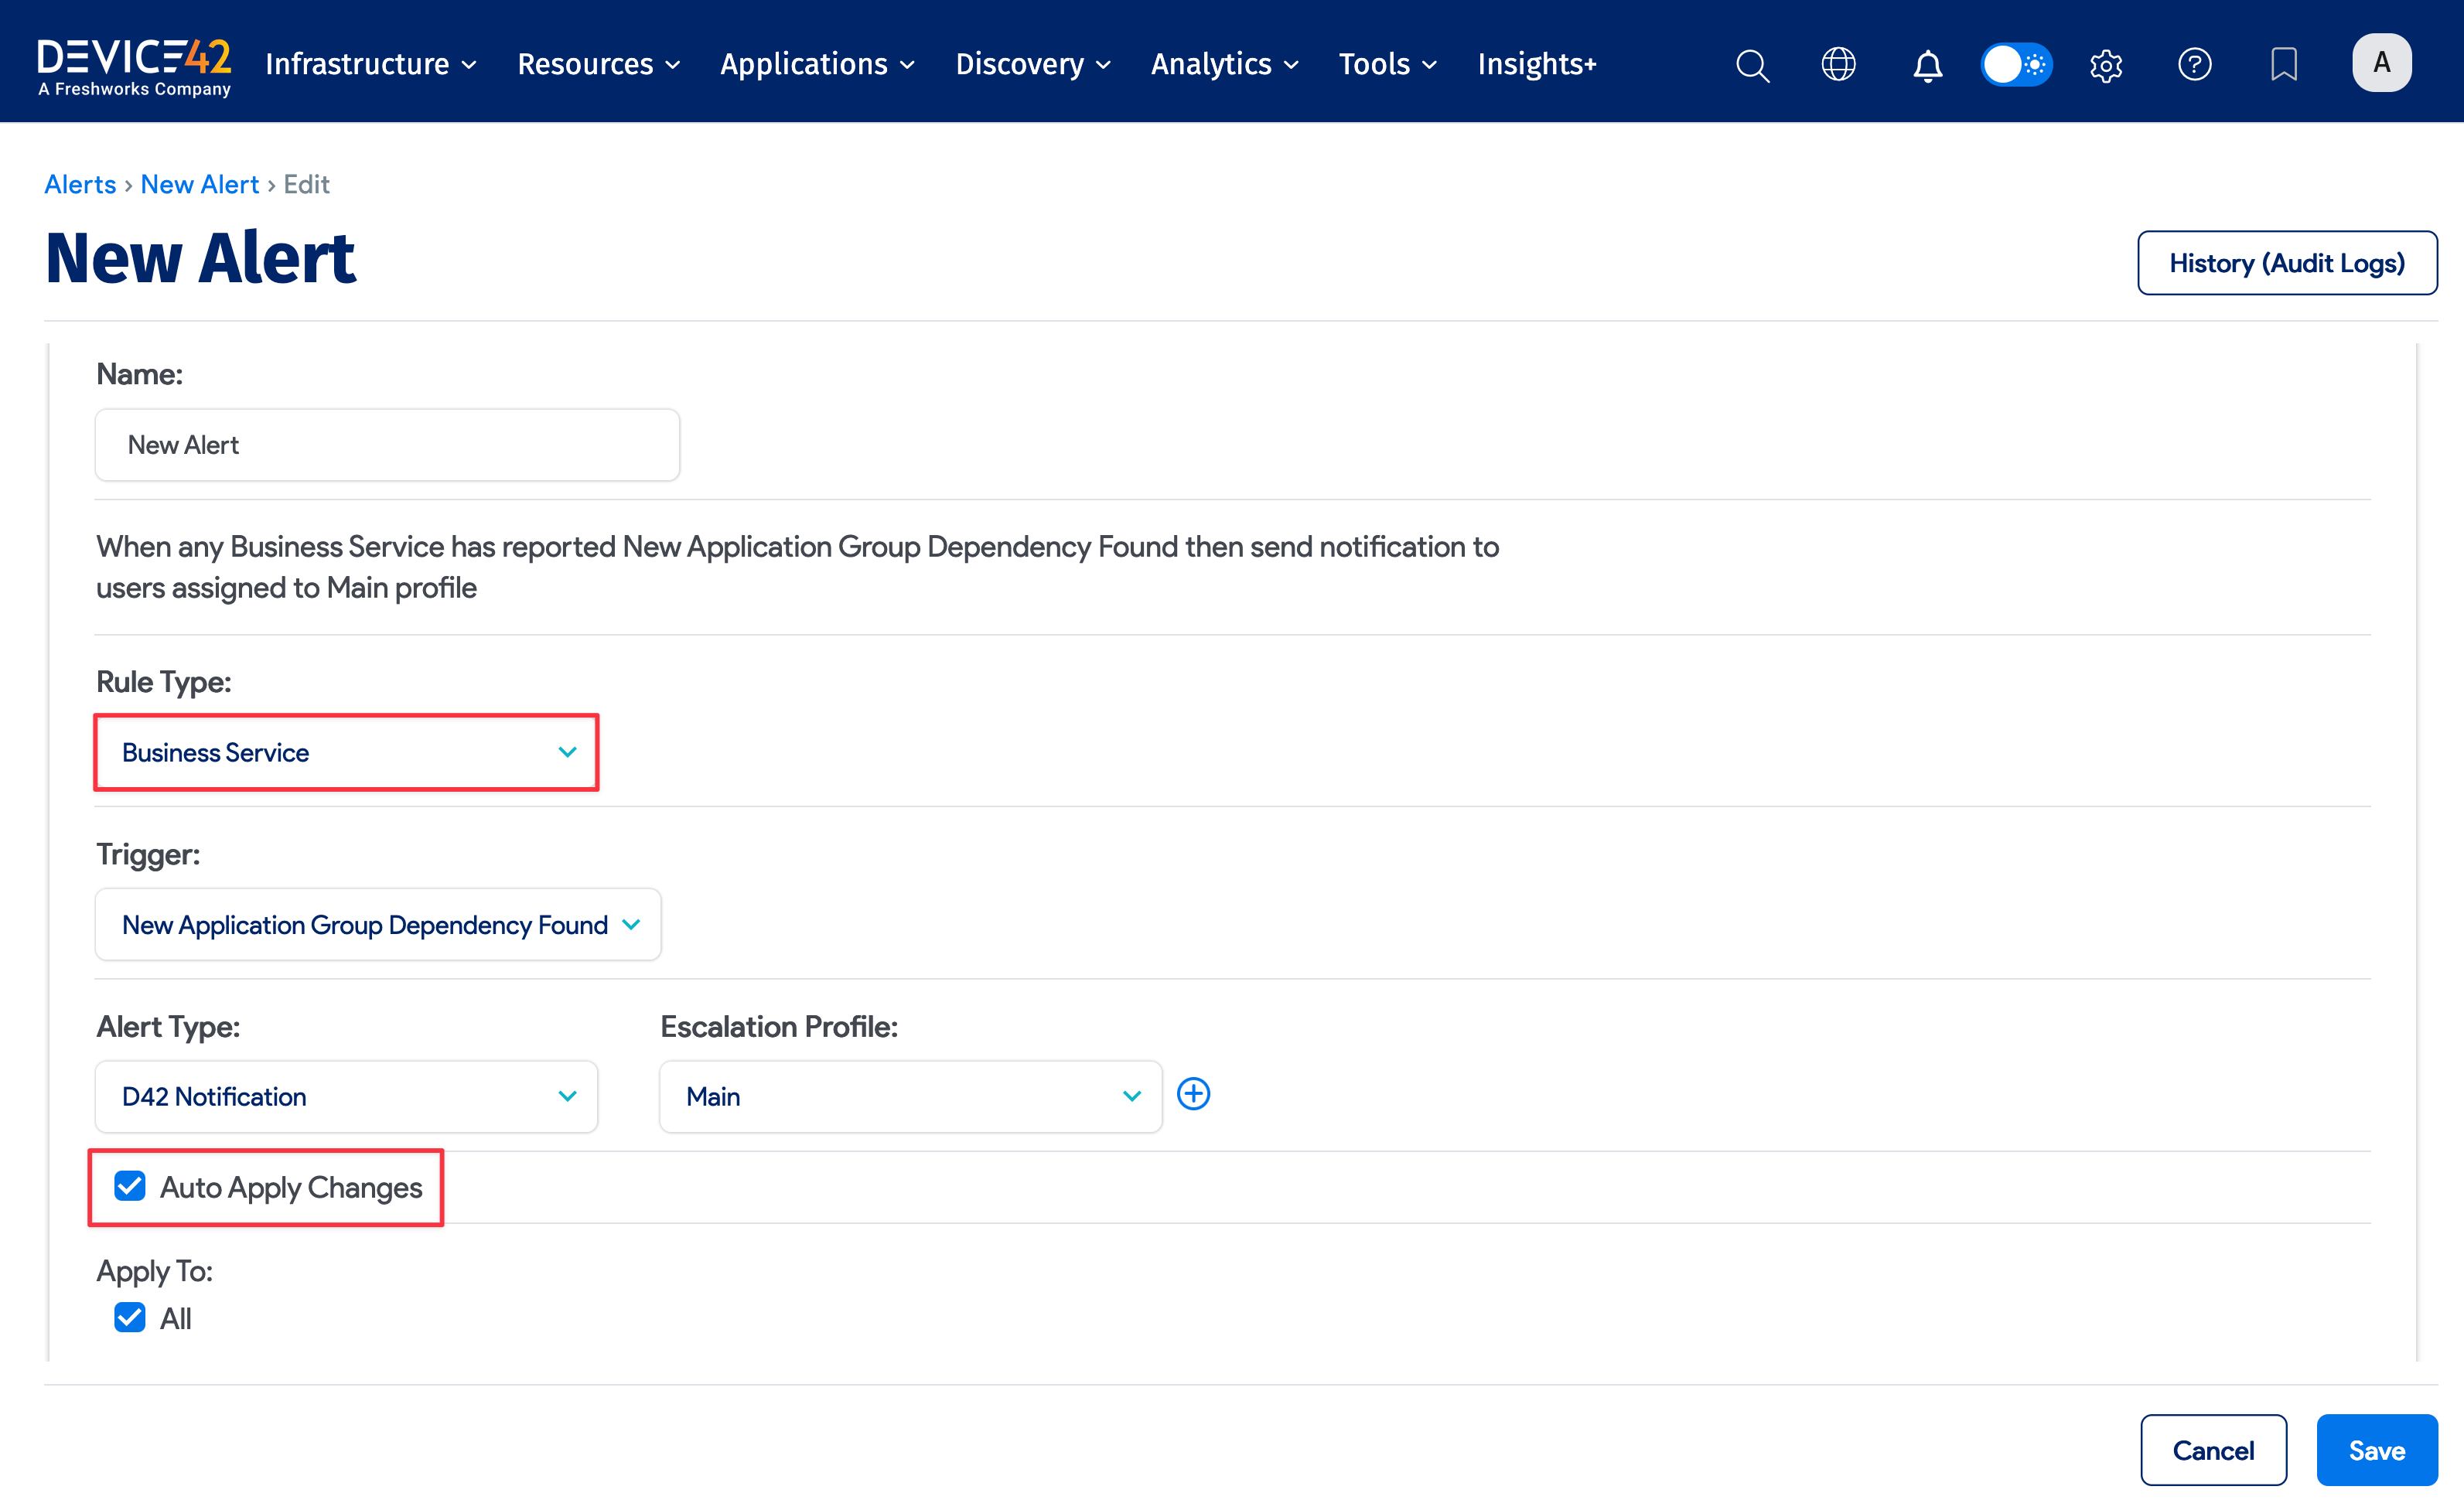 DEVICE42
A Freshworks Company
Infrastructure Resources Applications Discovery Analytics Tools Insights+ A
Alerts › New Alert › Edit
New Alert
History (Audit Logs)
Name:
New Alert
When any Business Service has reported New Application Group Dependency Found then send notification to
users assigned to Main profile
Rule Type:
Business Service
Trigger:
New Application Group Dependency Found
Alert Type: Escalation Profile:
D42 Notification Main
Auto Apply Changes
Apply To:
All
Cancel Save